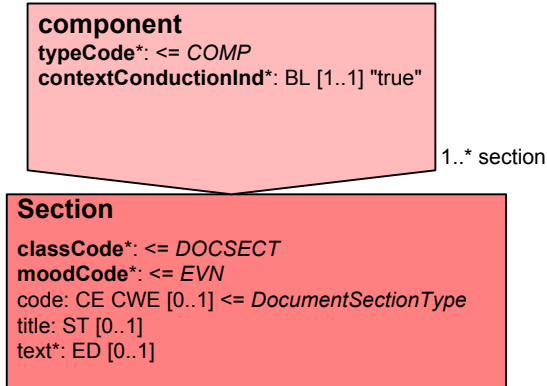 component
typeCode*: <= COMP
contextConductionInd*: BL [1..1] "true"
1..* section
Section
classCode*: <= DOCSECT
moodCode*: <= EVN
code: CE CWE [0..1] <= DocumentSectionType
title: ST [0..1]
text*: ED [0..1]